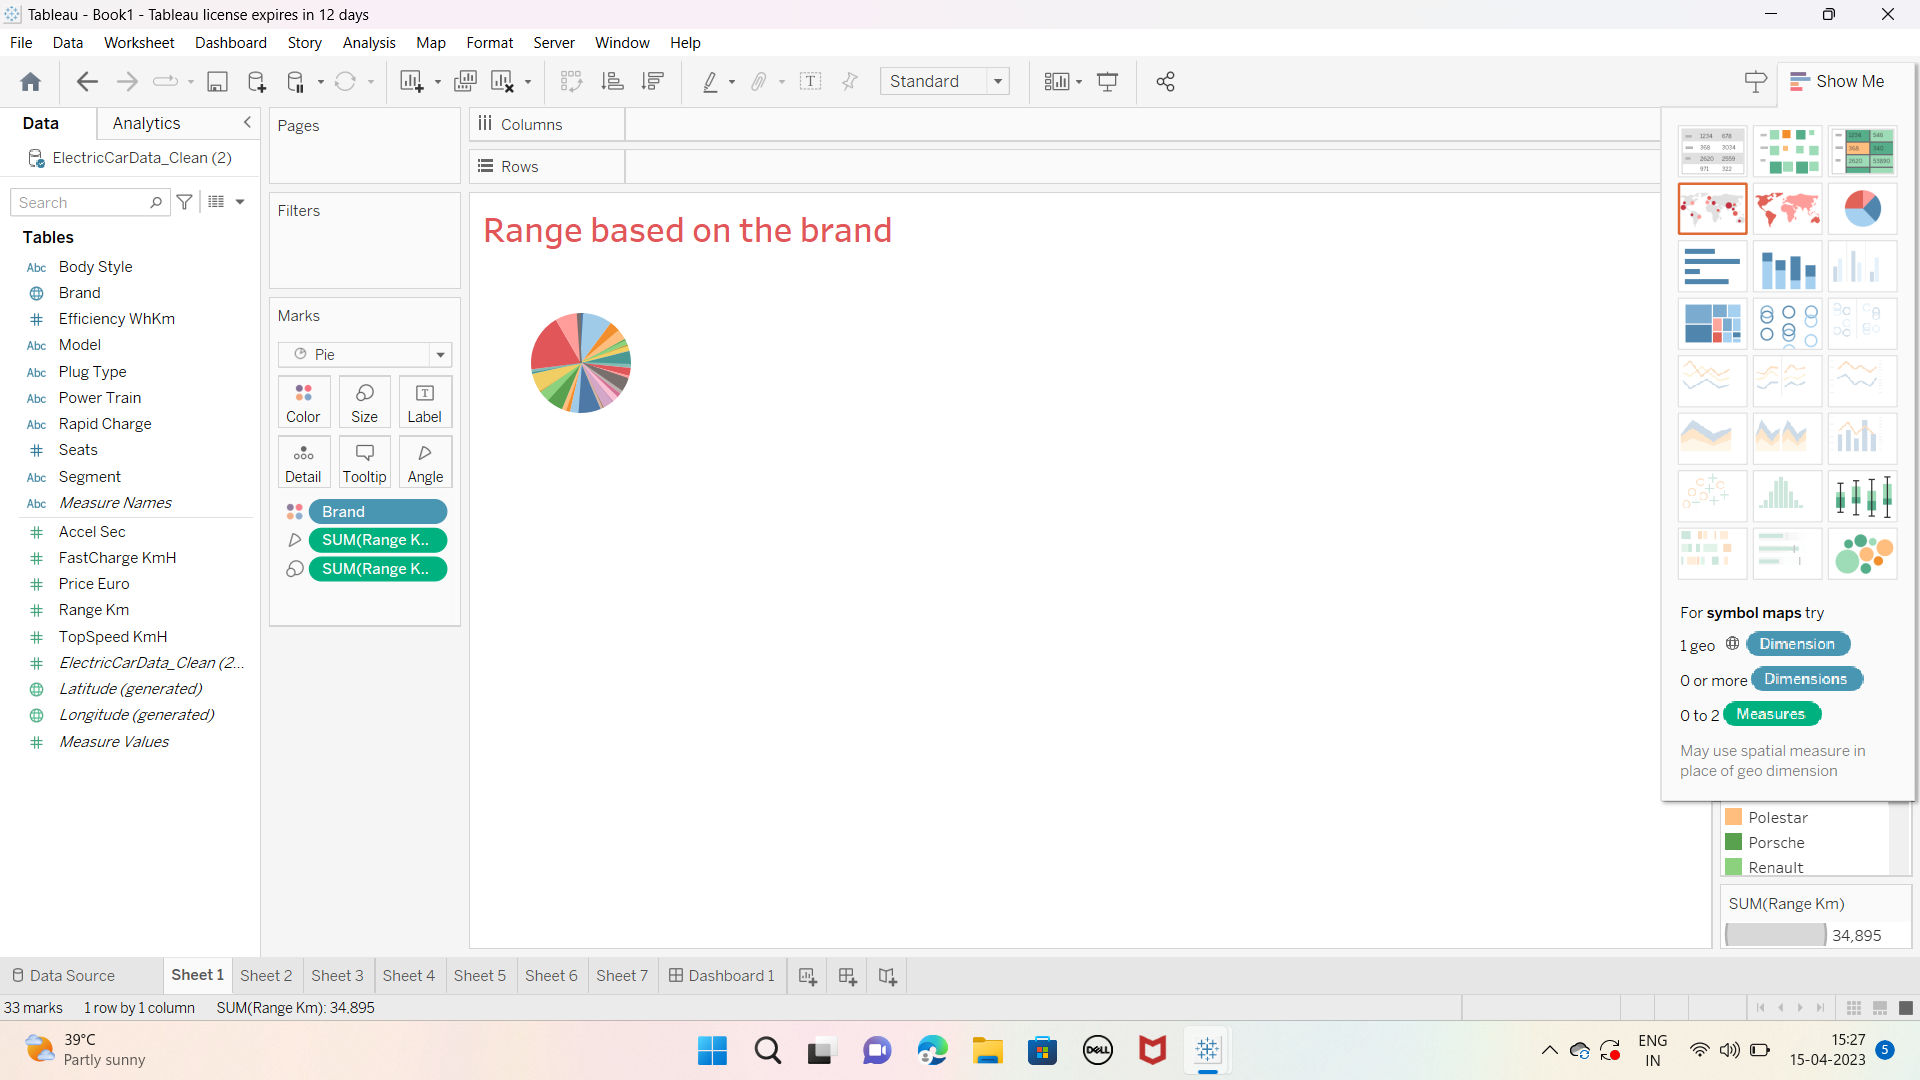 Tableau - Book1 - Tableau license expires in 12 days
File Data Worksheet Dashboard Story Analysis Map Format Server Window Help
Standard
Show Me
Data
Analytics
ElectricCarData_Clean (2)
Search
Tables
Abc Body Style
Brand
Efficiency WhKm
Abc Model
Abc Plug Type
Abc Power Train
Abc Rapid Charge
Seats
Abc Segment
Abc Measure Names
Accel Sec
FastCharge KmH
Price Euro
Range Km
TopSpeed KmH
ElectricCarData_Clean (2...
Latitude (generated)
Longitude (generated)
Measure Values
Pages
Filters
Marks
Pie
Color Size Label
Detail Tooltip Angle
Brand
SUM(Range K..
SUM(Range K..
Columns
Rows
Range based on the brand
For symbol maps try
1 geo Dimension
0 or more Dimensions
0 to 2 Measures
May use spatial measure in
place of geo dimension
Polestar
Porsche
Renault
SUM(Range Km)
34,895
Data Source Sheet 1 Sheet 2 Sheet 3 Sheet 4 Sheet 5 Sheet 6 Sheet 7 Dashboard 1
33 marks 1 row by 1 column SUM(Range Km): 34,895
39°C
Partly sunny
DELL
ENG
IN
15:27
15-04-2023
5